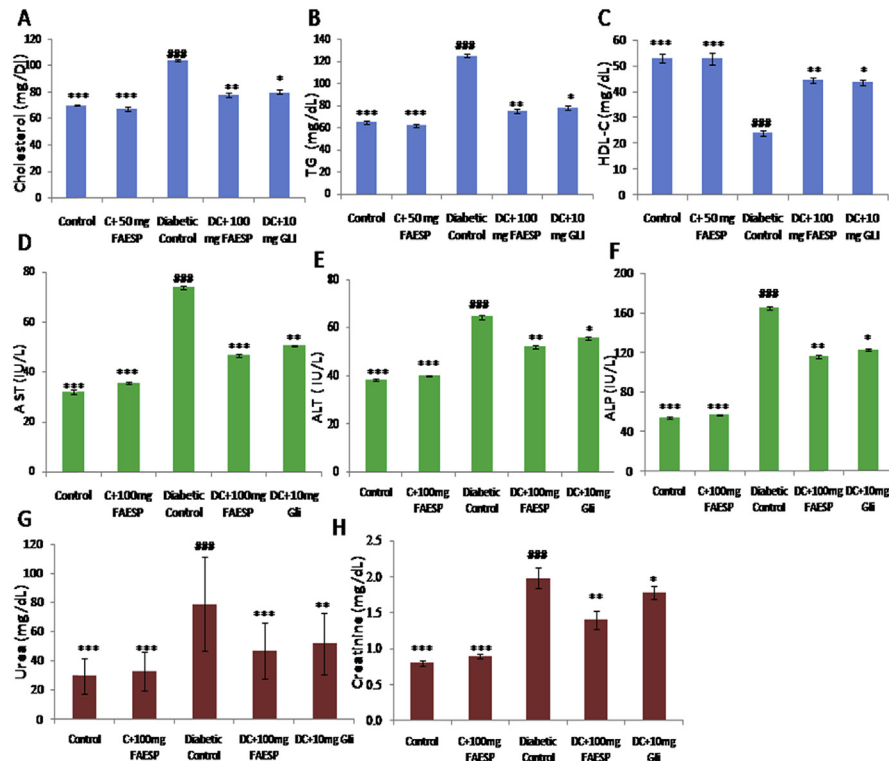 A
Cholesterol (mg/Dl)
120
100
80
60
40
20
0
***
***
###
**
*
Control
C+50 mg
FAESP
Diabetic
Control
DC+100
mg FAESP
DC+10
mg GLI
B
TG (mg/dL)
140
120
100
80
60
40
20
0
***
***
###
**
*
Control
C+50 mg
FAESP
Diabetic
Control
DC+100
mg FAESP
DC+10
mg GLI
C
HDL-C (mg/dL)
60
50
40
30
20
10
0
***
***
###
**
*
Control
C+ 50 mg
FAESP
Diabetic
Control
DC+100
mg FAESP
DC+10
mg GLI
D
AST (IU/L)
80
60
40
20
0
***
***
###
***
**
Control
C+100mg
FAESP
Diabetic
Control
DC+100mg
FAESP
DC+10mg
Gli
E
ALT (IU/L)
80
60
40
20
0
***
***
###
**
*
Control
C+100mg
FAESP
Diabetic
Control
DC+100mg
FAESP
DC+10mg
Gli
F
ALP (IU/L)
200
160
120
80
40
0
***
***
###
**
*
Control
C+100mg
FAESP
Diabetic
Control
DC+100mg
FAESP
DC+10mg
Gli
G
Urea (mg/dL)
120
100
80
60
40
20
0
***
***
###
***
**
Control
C+100mg
FAESP
Diabetic
Control
DC+100mg
FAESP
DC+10mg Gli
H
Creatinine (mg/dL)
2.5
2.0
1.5
1.0
0.5
0.0
***
***
###
**
*
Control
C+100mg
FAESP
Diabetic
Control
DC+100mg
FAESP
DC+10mg
Gli